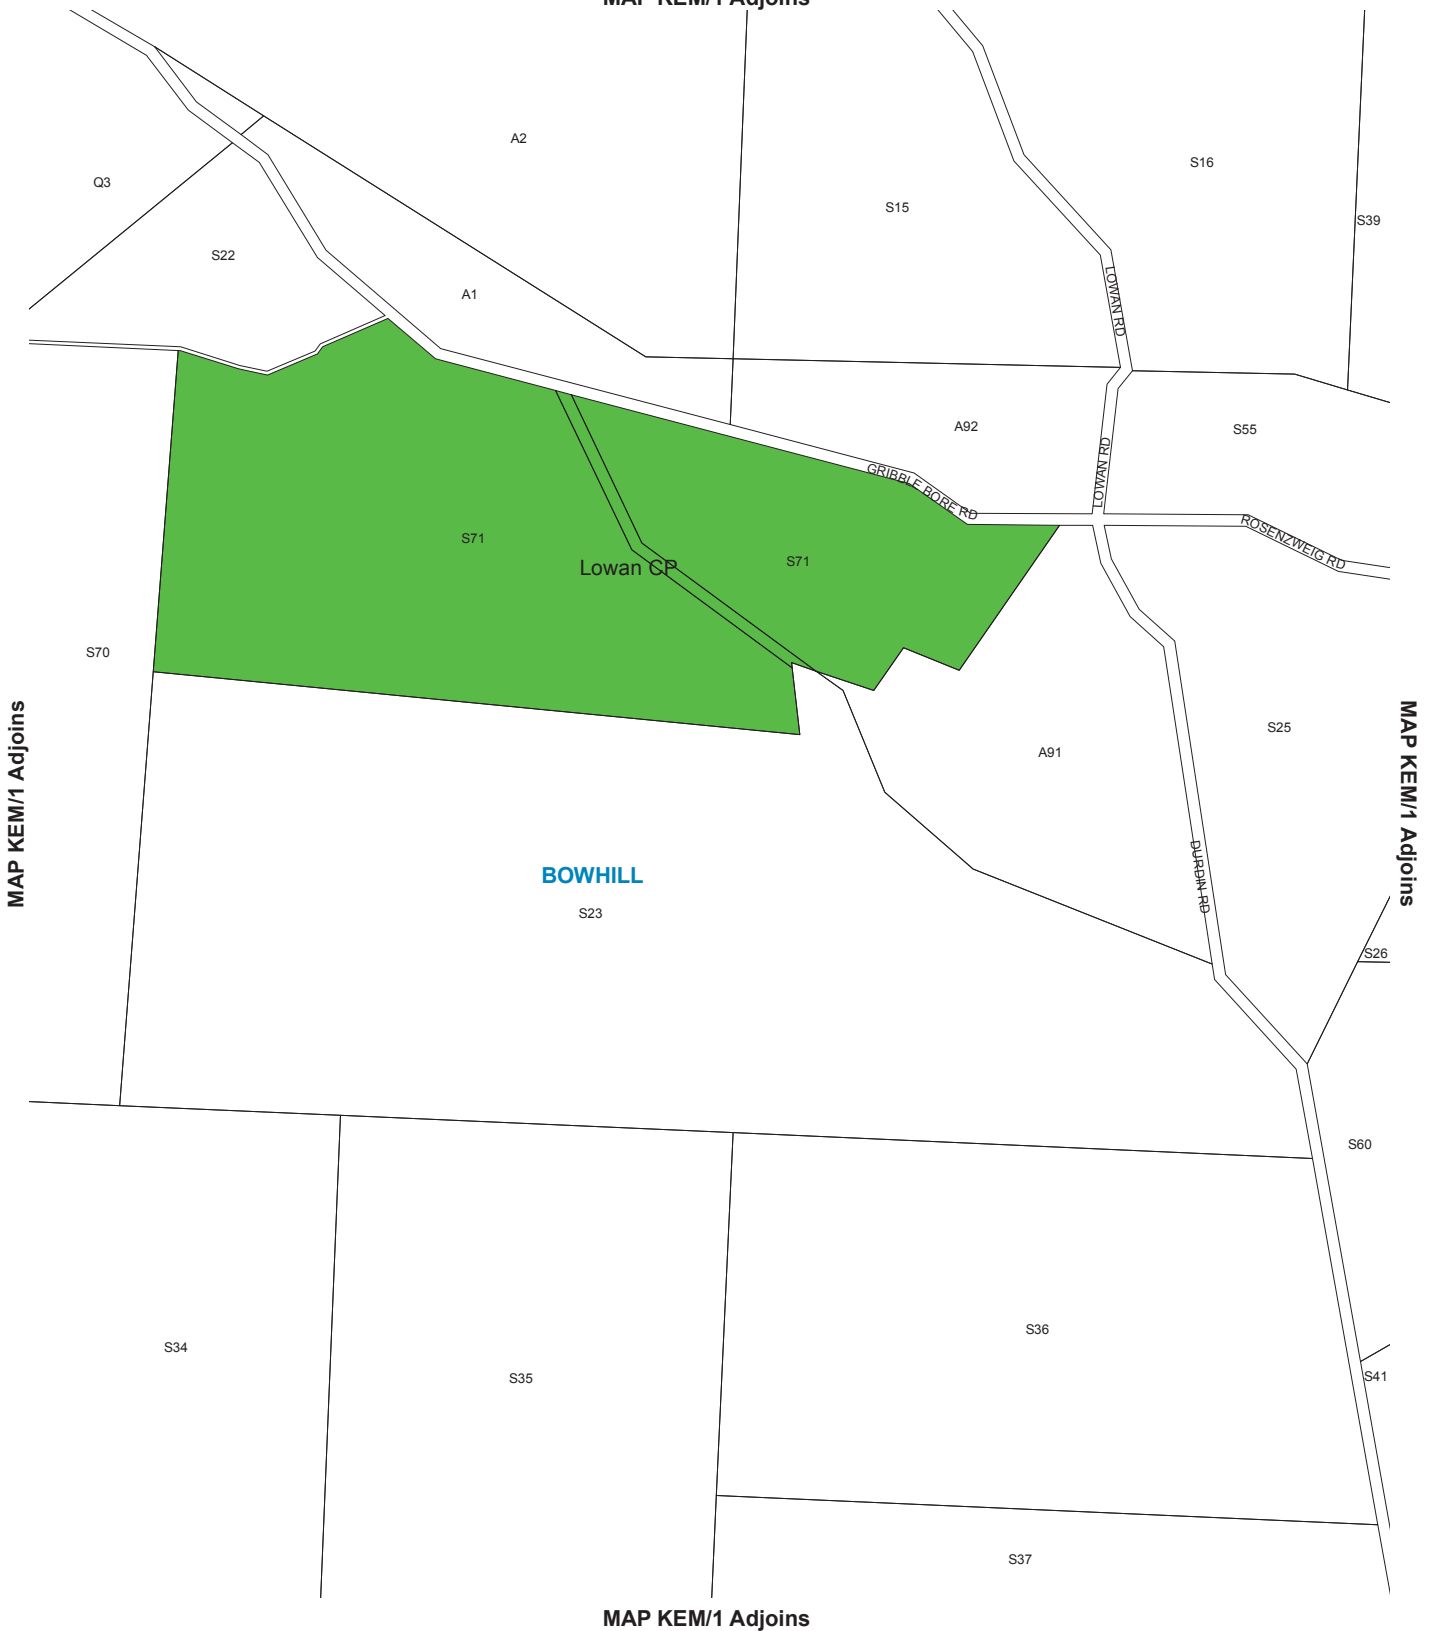 MAP KEM/1 Adjoins
A2
S16
Q3
S15
S39
S22
A1
LOWAN RD
A92
S55
LOWAN RD
GRIBBLE BORE RD
ROSENZWEIG RD
S71
S71
Lowan CP
S70
S25
A91
MAP KEM/1 Adjoins
MAP KEM/1 Adjoins
BOWHILL
DURDIN RD
S23
S26
S60
S36
S34
S35
S41
S37
MAP KEM/1 Adjoins